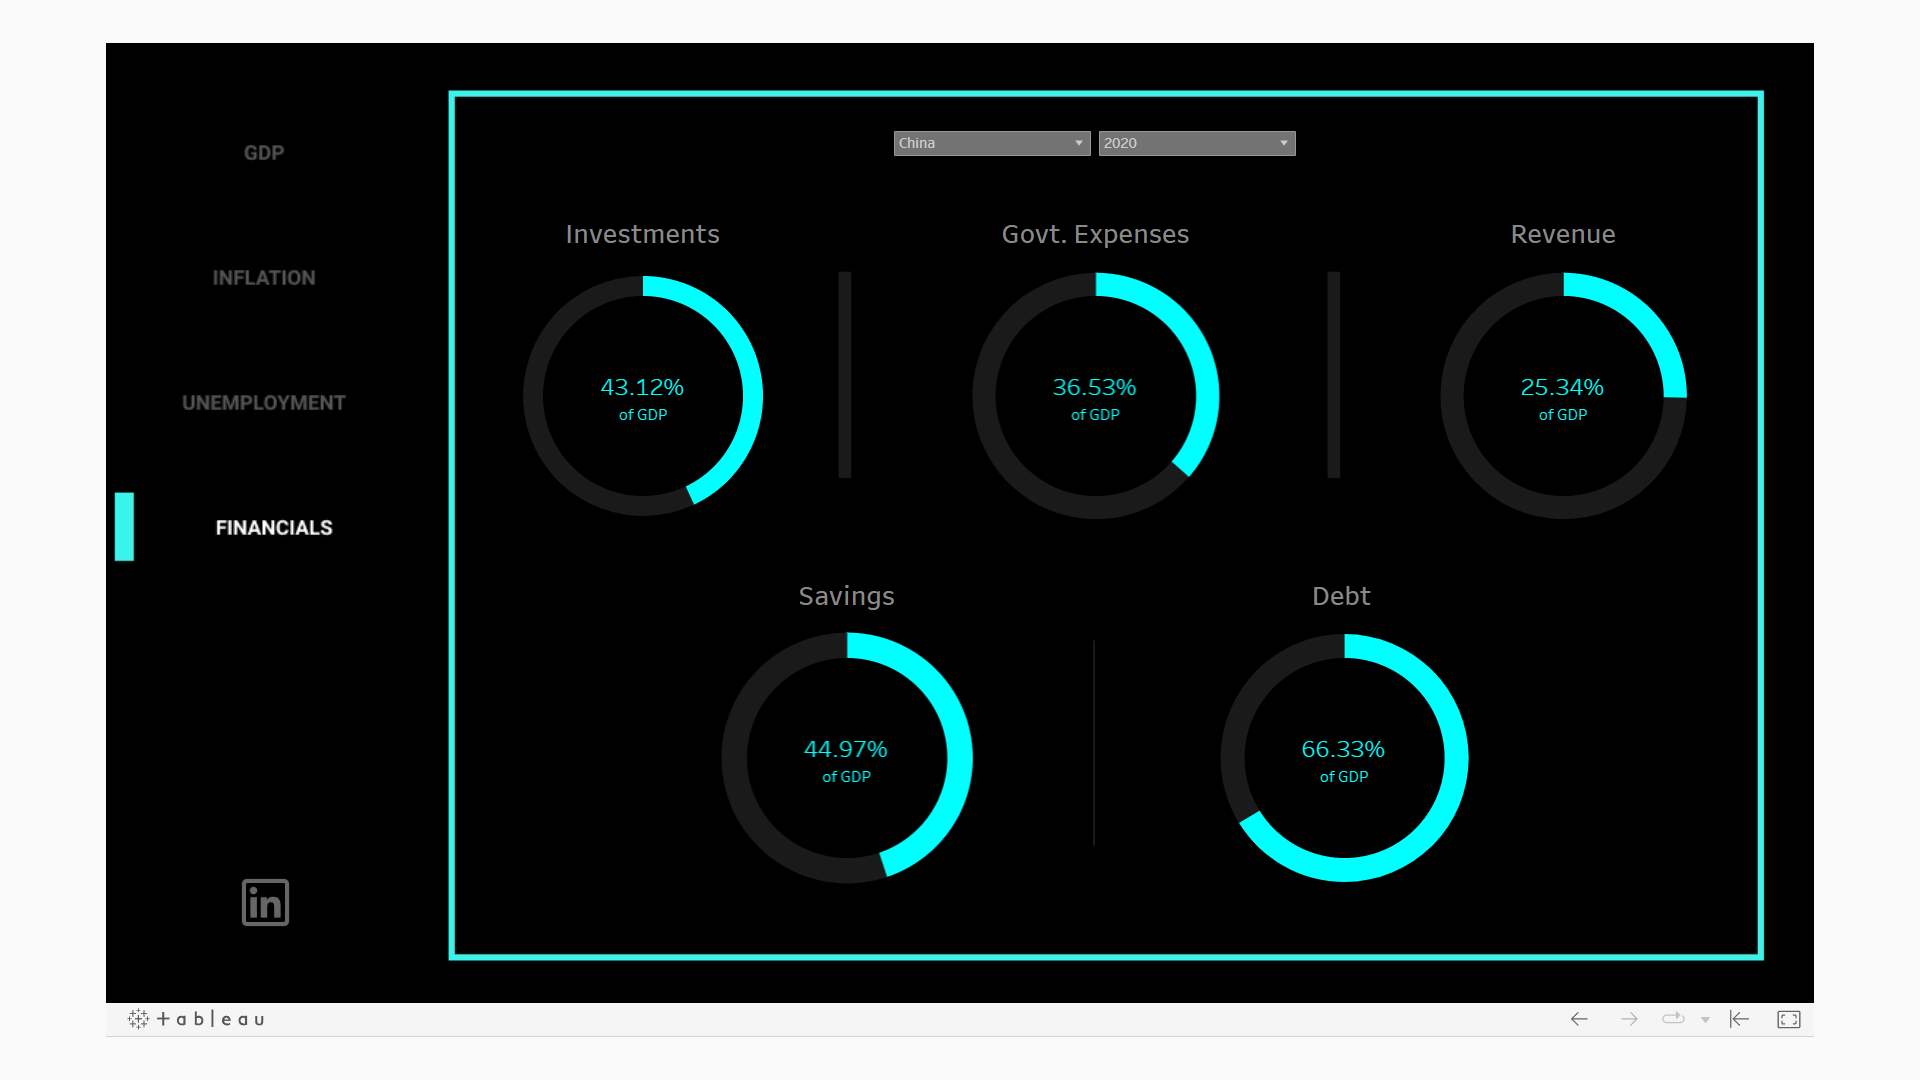 GDP
INFLATION
UNEMPLOYMENT
FINANCIALS
in
China
2020
Investments
43.12%
of GDP
Govt. Expenses
36.53%
of GDP
Revenue
25.34%
of GDP
Savings
44.97%
of GDP
Debt
66.33%
of GDP
+ableau